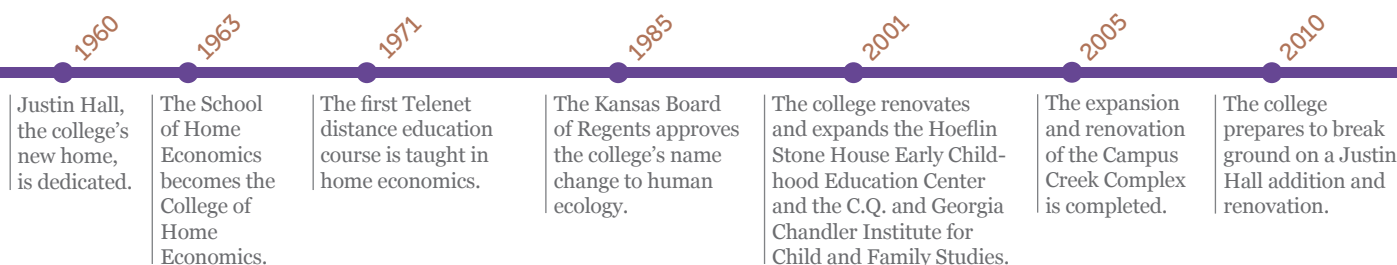 1960
Justin Hall,
the college's
new home,
is dedicated.
1963
The School
of Home
Economics
becomes the
College of
Home
Economics.
1971
The first Telenet
distance education
course is taught in
home economics.
1985
The Kansas Board
of Regents approves
the college's name
change to human
ecology.
2001
The college renovates
and expands the Hoeflin
Stone House Early Child-
hood Education Center
and the C.Q. and Georgia
Chandler Institute for
Child and Family Studies.
2005
The expansion
and renovation
of the Campus
Creek Complex
is completed.
2010
The college
prepares to break
ground on a Justin
Hall addition and
renovation.